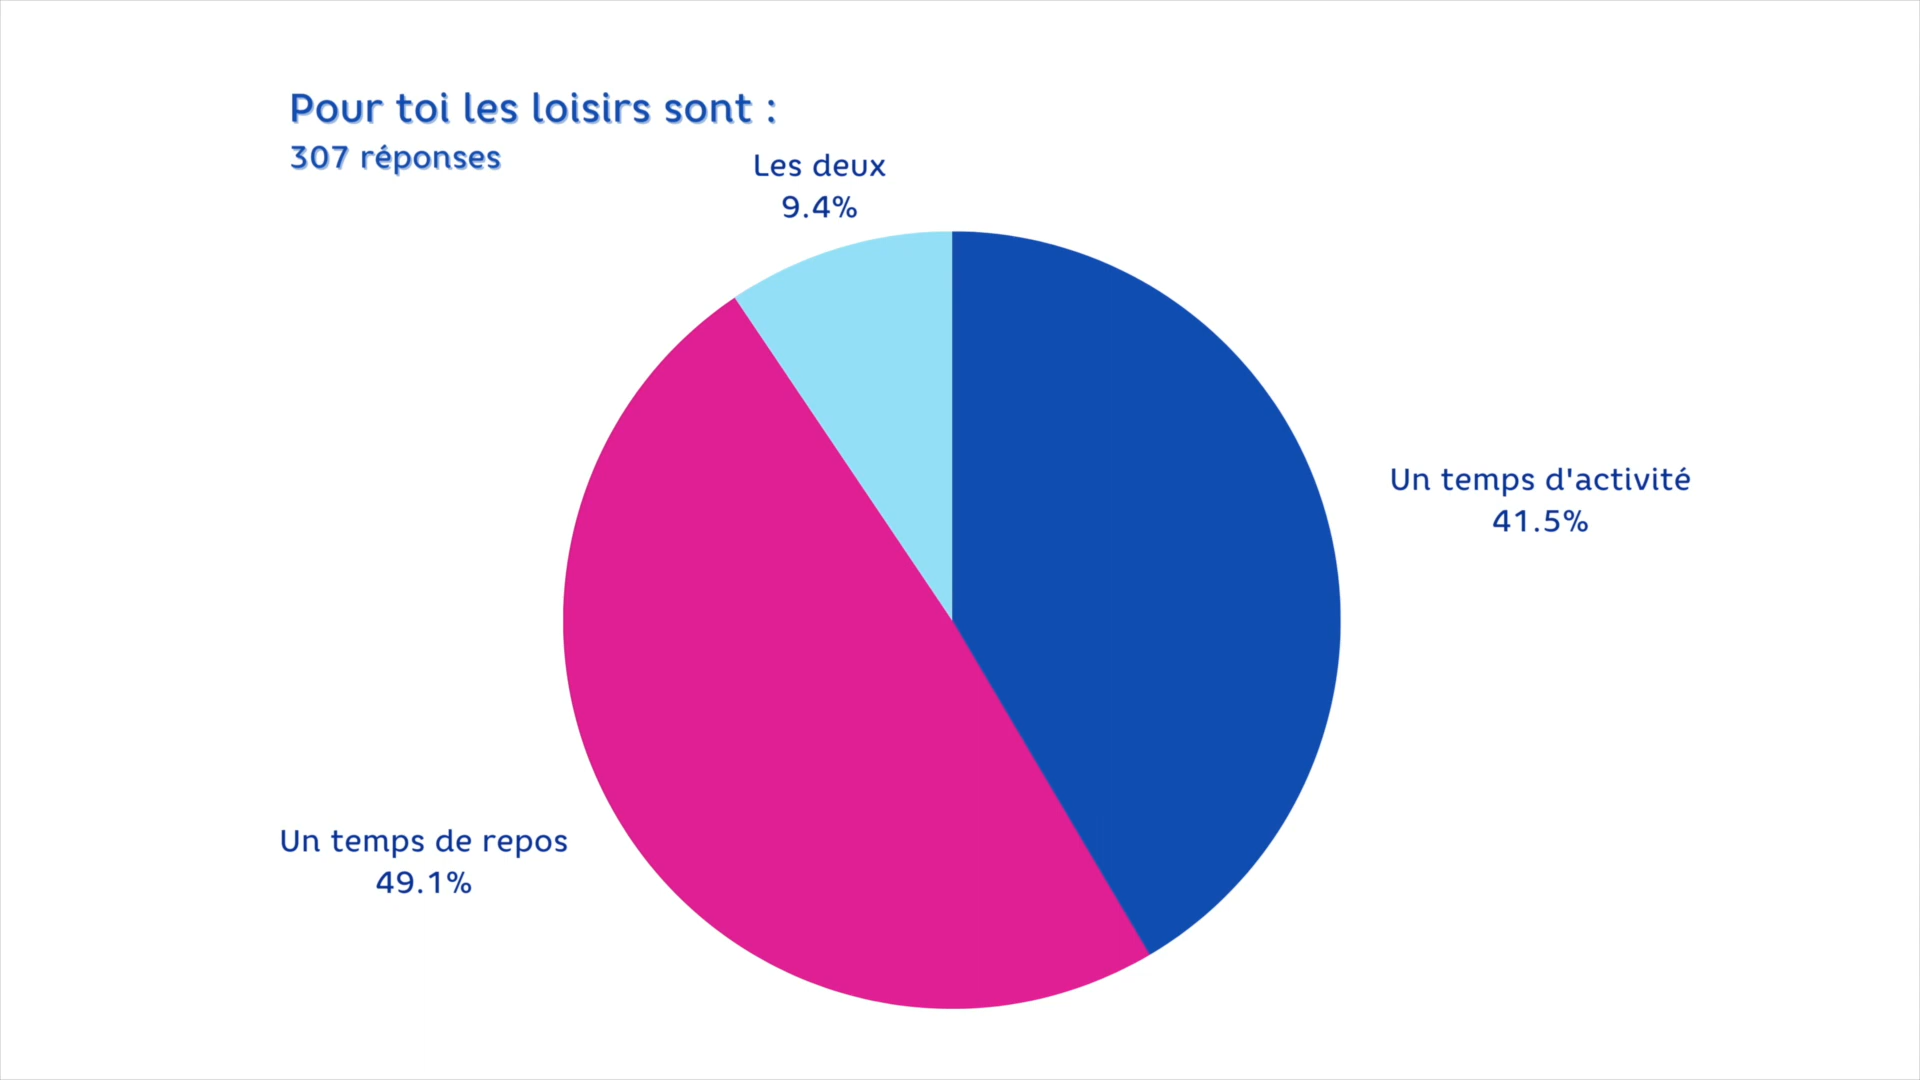 Pour toi les loisirs sont :
307 réponses
Les deux
9.4%
Un temps d'activité
41.5%
Un temps de repos
49.1%